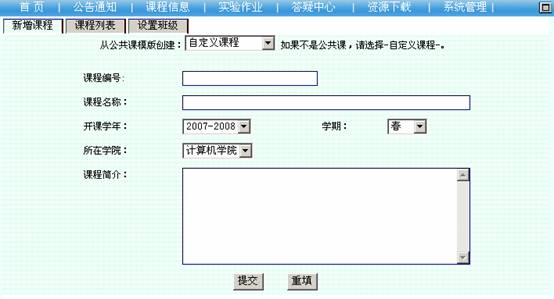 首 页 | 公告通知 | 课程信息 | 实验作业 | 答疑中心 | 资源下载 | 系统管理 |
新增课程 课程列表 设置班级
从公共课模版创建：自定义课程 如果不是公共课，请选择-自定义课程-。
课程编号:
课程名称：
开课学年：2007-2008 学期：春
所在学院：计算机学院
课程简介：
提交 重填